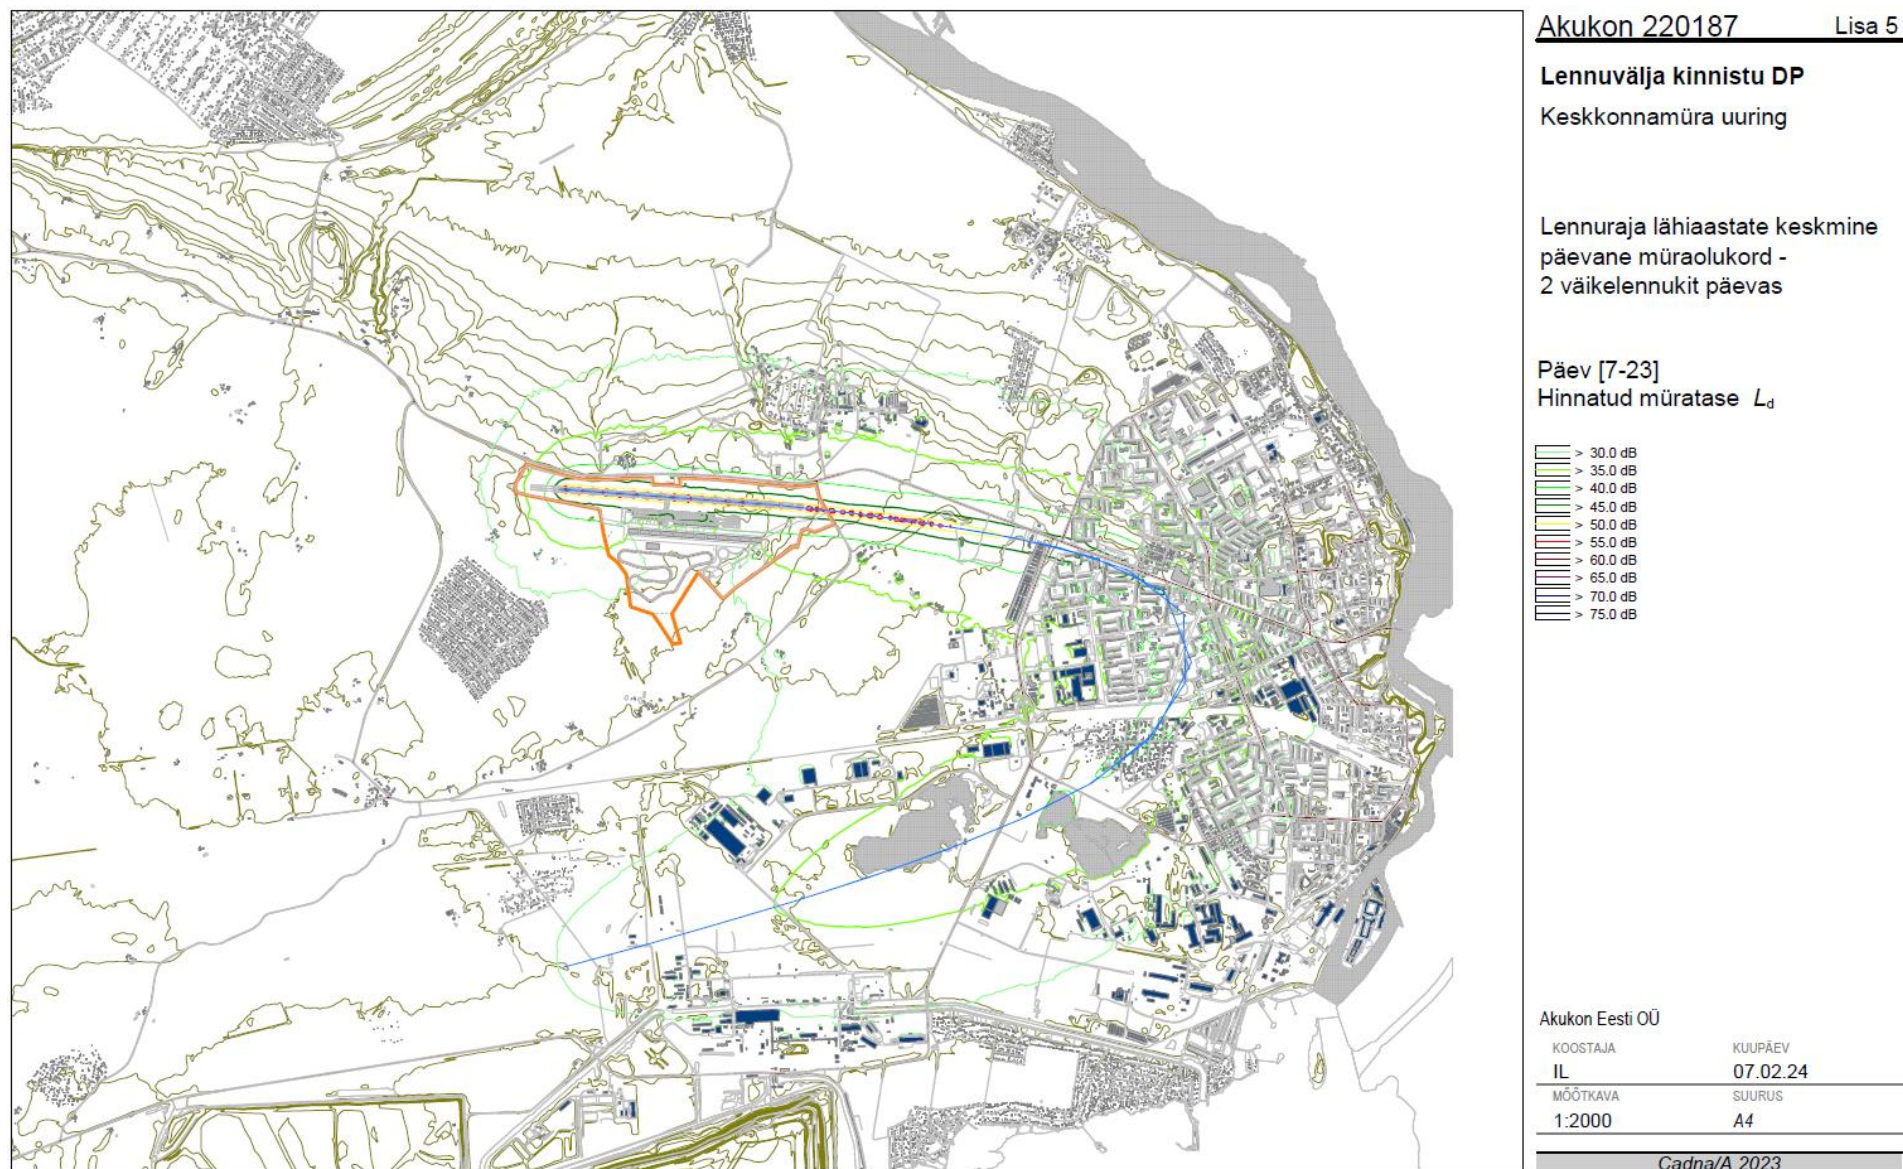 Akukon 220187 Lisa 5
Lennuvälja kinnistu DP
Keskkonnamüra uuring
Lennuraja lähiaastate keskmine
päevane müraolukord -
2 väikelennukit päevas
Päev [7-23]
Hinnatud müratase Ld
> 30.0 dB
> 35.0 dB
> 40.0 dB
> 45.0 dB
> 50.0 dB
> 55.0 dB
> 60.0 dB
> 65.0 dB
> 70.0 dB
> 75.0 dB
Akukon Eesti OÜ
KOOSTAJA KUUPÄEV
IL 07.02.24
MÕÕTKAVA SUURUS
1:2000 A4
Cadna/A 2023